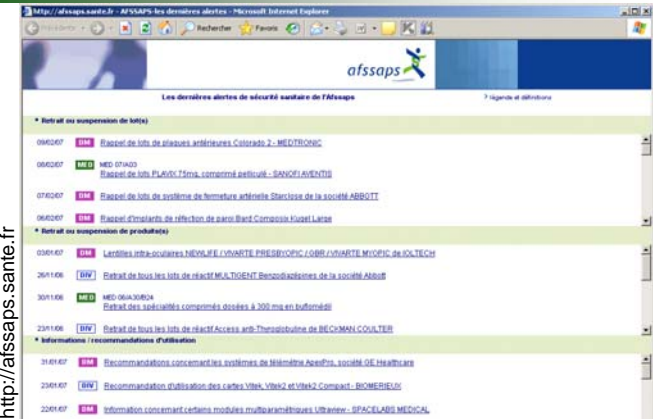 http://afssaps.sante.fr - AFSSAPS-les dernières alertes - Microsoft Internet Explorer
Précédente
Rechercher
Favoris
afssaps
Les dernières alertes de sécurité sanitaire de l'Afssaps
? légende et définitions
* Retrait ou suspension de lot(s)
09/02/07 DM Rappel de lots de plaques antérieures Colorado 2 - MEDTRONIC
08/02/07 MED MED 07/A03
Rappel de lots PLAVIX 75mg, comprimé pelliculé - SANOFI AVENTIS
07/02/07 DM Rappel de lots de système de fermeture artérielle Starclose de la société ABBOTT
06/02/07 DM Rappel d'implants de réfection de paroi Bard Composix Kugel Large
* Retrait ou suspension de produits(s)
03/01/07 DM Lentilles intra-oculaires NEWLIFE / VIVARTE PRESBYOPIC / GBR / VIVARTE MYOPIC de IOLTECH
26/11/06 DIV Retrait de tous les lots de réactif MULTIGENT Benzodiazépines de la société Abbott
30/11/06 MED MED 06/A30/B24
Retrait des spécialités comprimés dosées à 300 mg en buflomédil
23/11/06 DIV Retrait de tous les lots de réactif Access anti-Thyroglobuline de BECKMAN COULTER
* Informations / recommandations d'utilisation
31/01/07 DM Recommandations concernant les systèmes de télémétrie ApexPro, société GE Healthcare
23/01/07 DIV Recommandation d'utilisation des cartes Vitek, Vitek2 et Vitek2 Compact - BIOMERIEUX
22/01/07 DM Information concernant certains modules multiparamétriques Ultraview - SPACELABS MEDICAL
http://afssaps.sante.fr